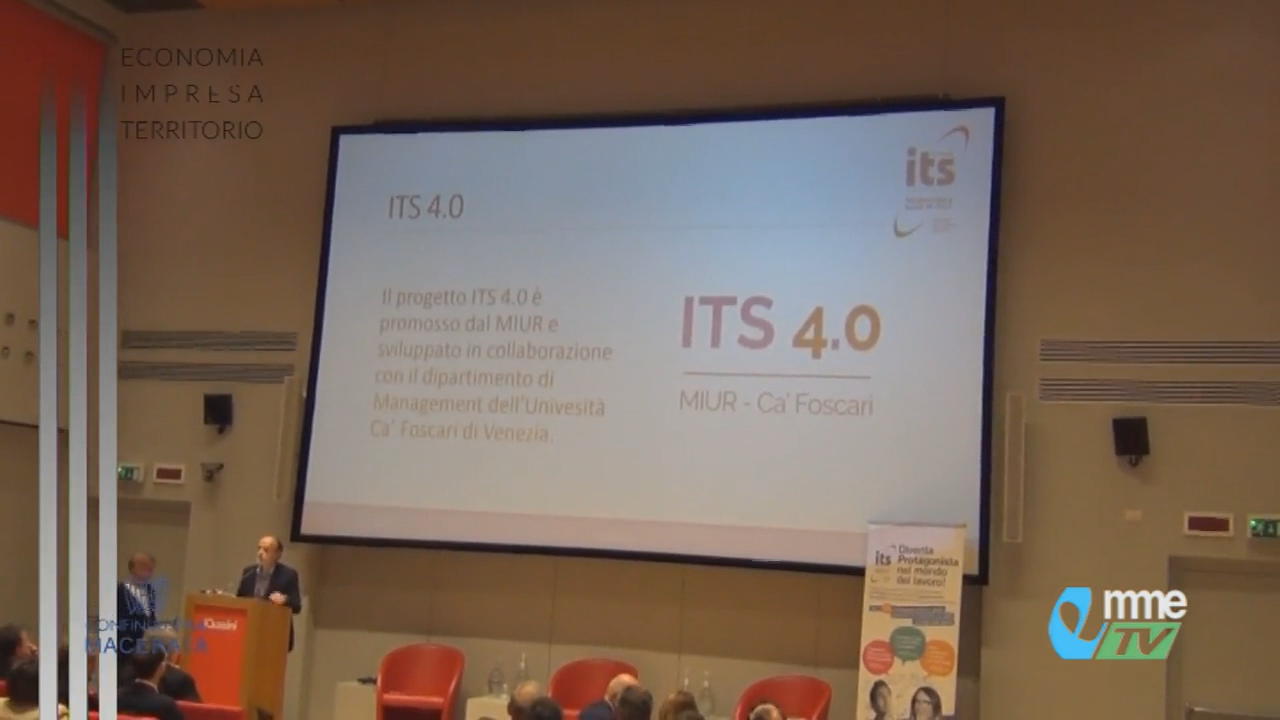 ECONOMIA
IMPRESA
TERRITORIO
its
ITS 4.0
Il progetto ITS 4.0 è
promosso dal MIUR e
sviluppato in collaborazione
con il dipartimento di
Management dell'Univesità
Ca' Foscari di Venezia.
ITS 4.0
MIUR - Ca' Foscari
its
Diventa
Protagonista
nel mondo
del lavoro!
MACERATA
emme
TV